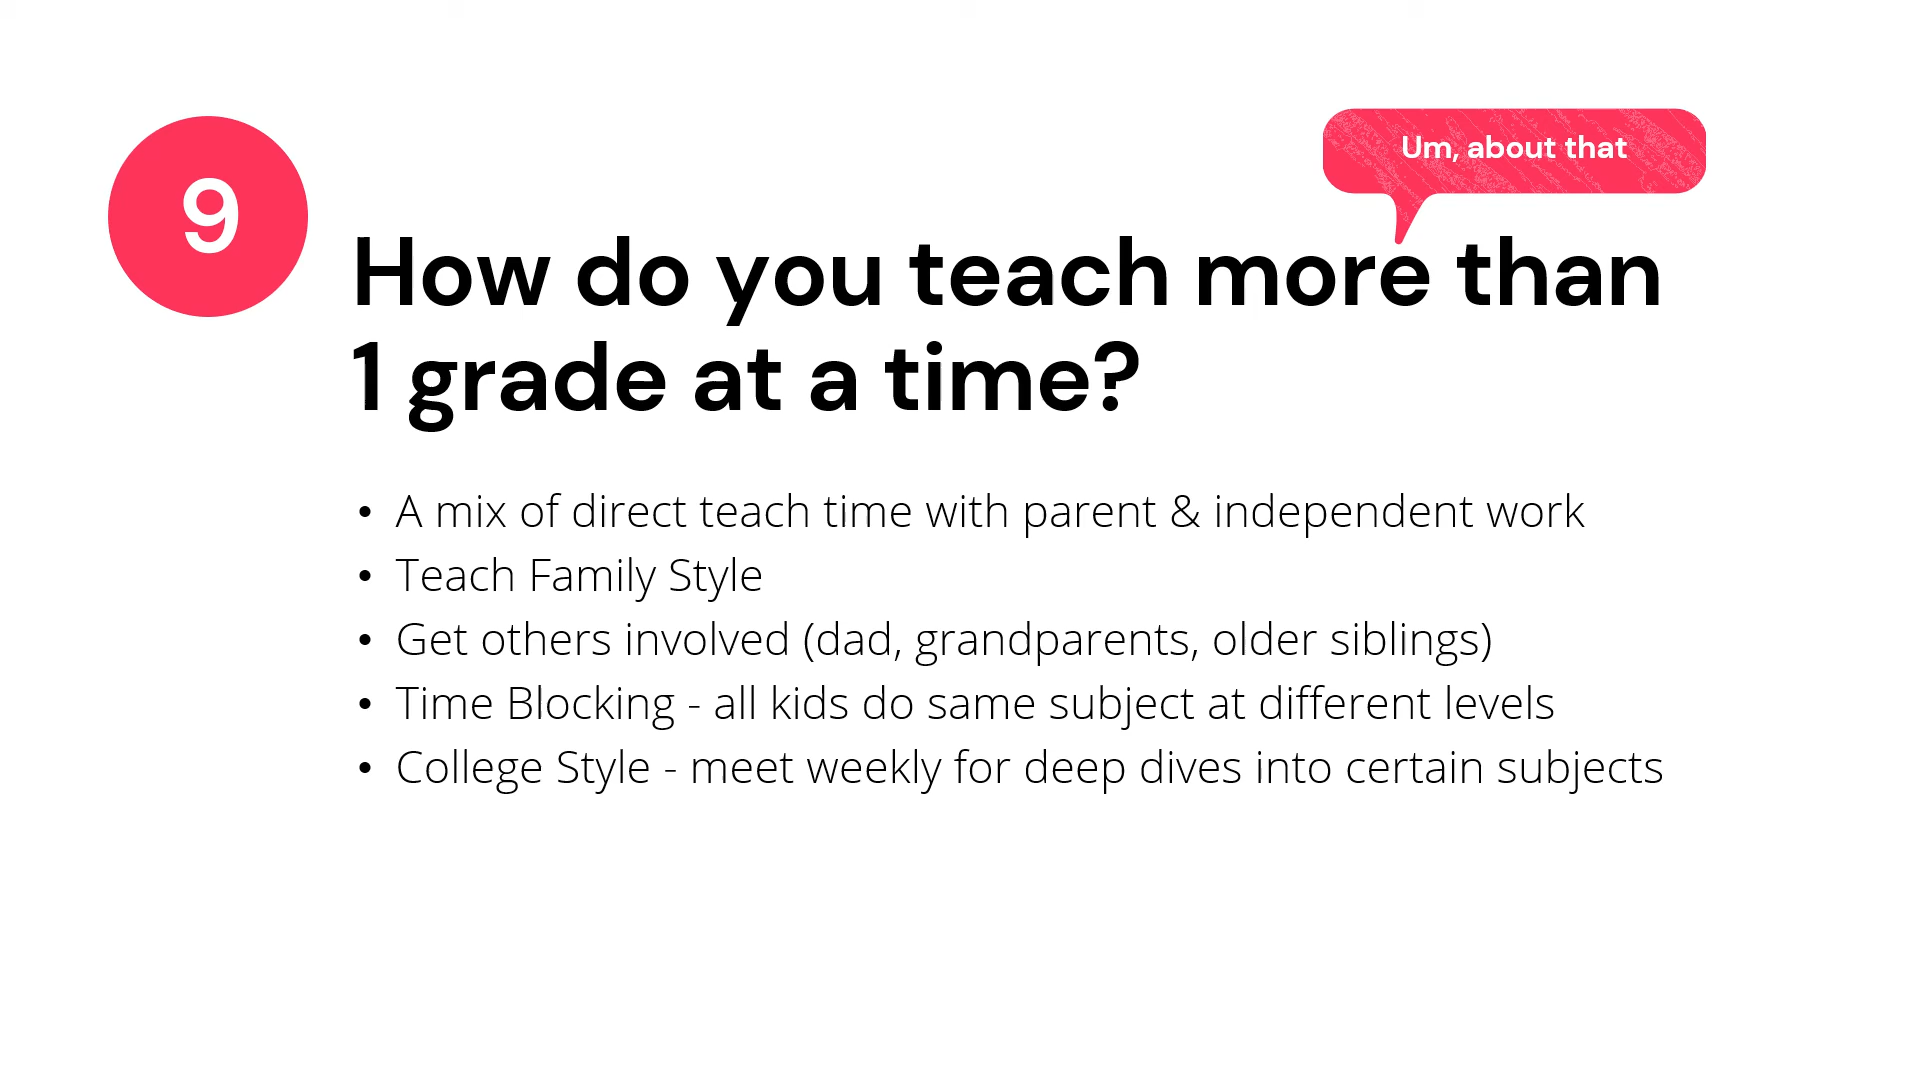 Um, about that
9
How do you teach more than
1 grade at a time?
• A mix of direct teach time with parent & independent work
• Teach Family Style
• Get others involved (dad, grandparents, older siblings)
• Time Blocking - all kids do same subject at different levels
• College Style - meet weekly for deep dives into certain subjects